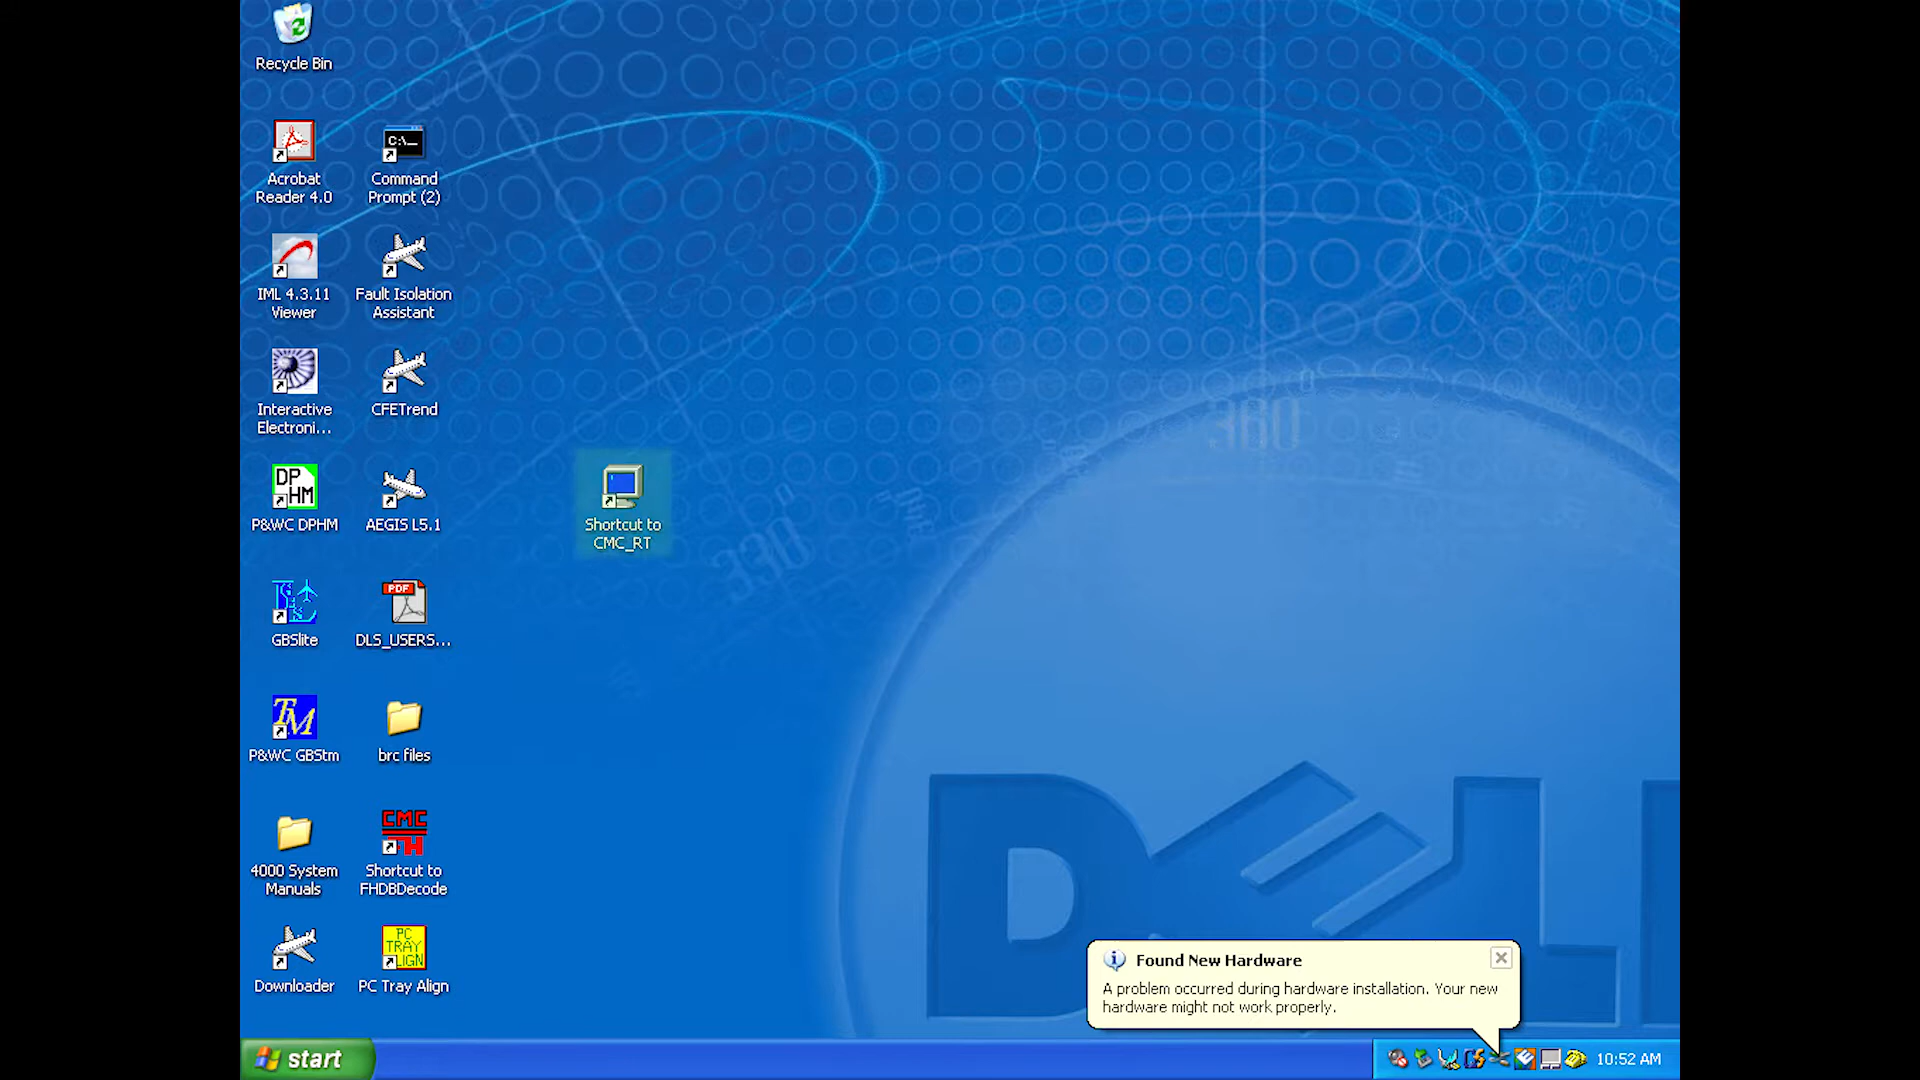 Recycle Bin
Acrobat
Reader 4.0
C:\_
Command
Prompt (2)
IML 4.3.11
Viewer
Fault Isolation
Assistant
Interactive
Electroni...
CFETrend
DP
HM
P&WC DPHM
AEGIS L5.1
Shortcut to
CMC_RT
GBSlite
PDF
DLS_USERS...
TM
P&WC GBStm
brc files
4000 System
Manuals
CMC
Shortcut to
FHDBDecode
Downloader
PC
TRAY
LIGN
PC Tray Align
360
330
DELL
Found New Hardware
A problem occurred during hardware installation. Your new
hardware might not work properly.
start
10:52 AM